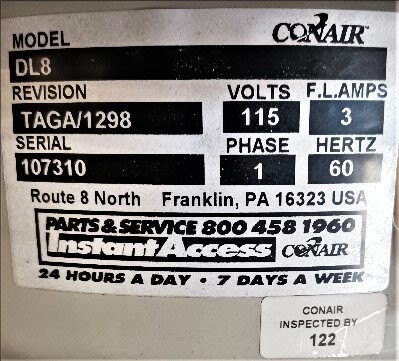 MODEL CONAIR™
DL8
REVISION VOLTS F.L.AMPS
TAGA/1298 115 3
SERIAL PHASE HERTZ
107310 1 60
Route 8 North Franklin, PA 16323 USA
PARTS & SERVICE 800 458 1960
Instant Access CONAIR
24 HOURS A DAY • 7 DAYS A WEEK
CONAIR
INSPECTED BY
122